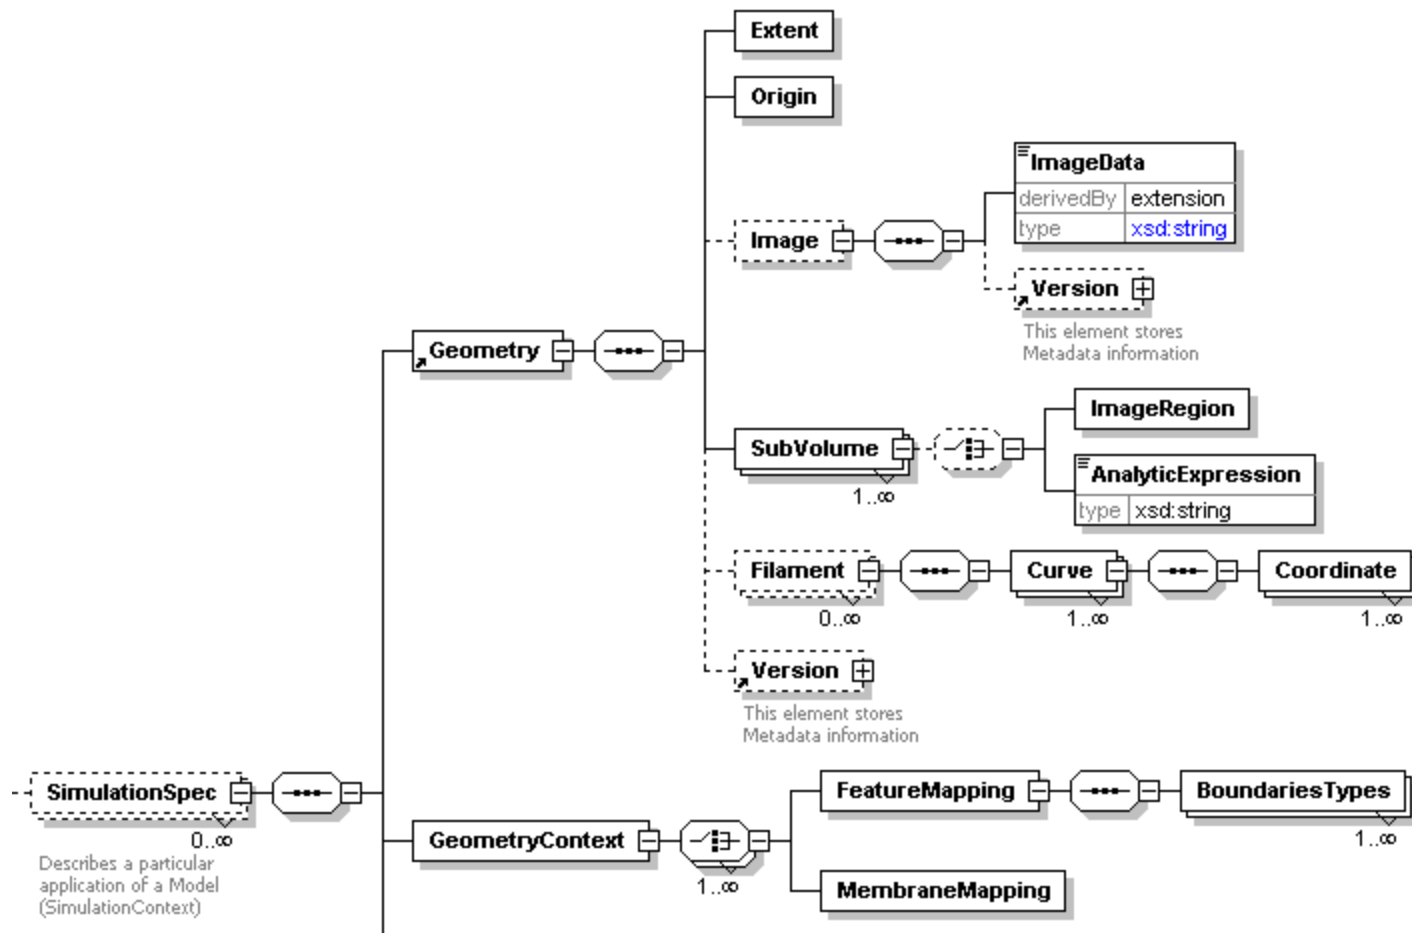 Extent
Origin
ImageData
derivedBy extension
type xsd:string
Image
Version
This element stores
Metadata information
Geometry
ImageRegion
SubVolume
1..∞
AnalyticExpression
type xsd:string
Filament
0..∞
Curve
1..∞
Coordinate
1..∞
Version
This element stores
Metadata information
SimulationSpec
0..∞
Describes a particular
application of a Model
(SimulationContext)
GeometryContext
1..∞
FeatureMapping
BoundariesTypes
1..∞
MembraneMapping